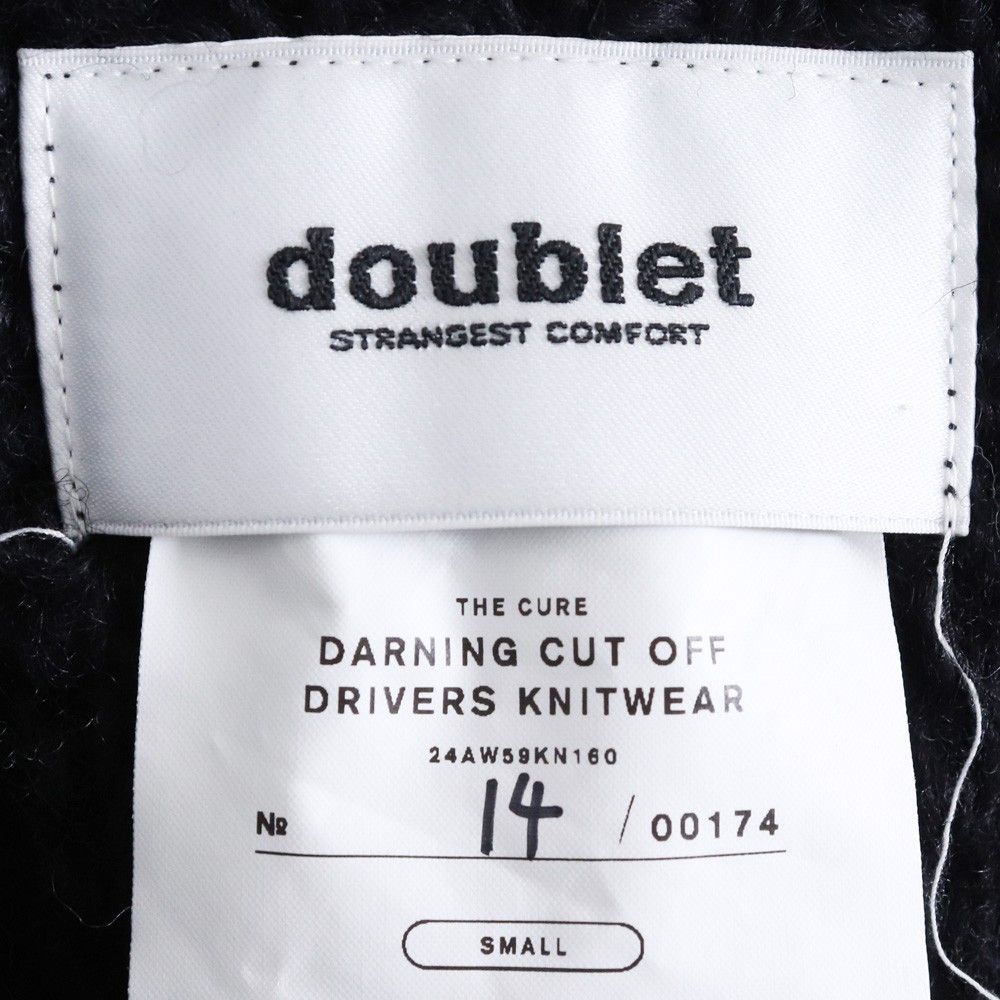 doublet
STRANGEST COMFORT
THE CURE
DARNING CUT OFF
DRIVERS KNITWEAR
24AW59KN160
№ 14 / 00174
SMALL